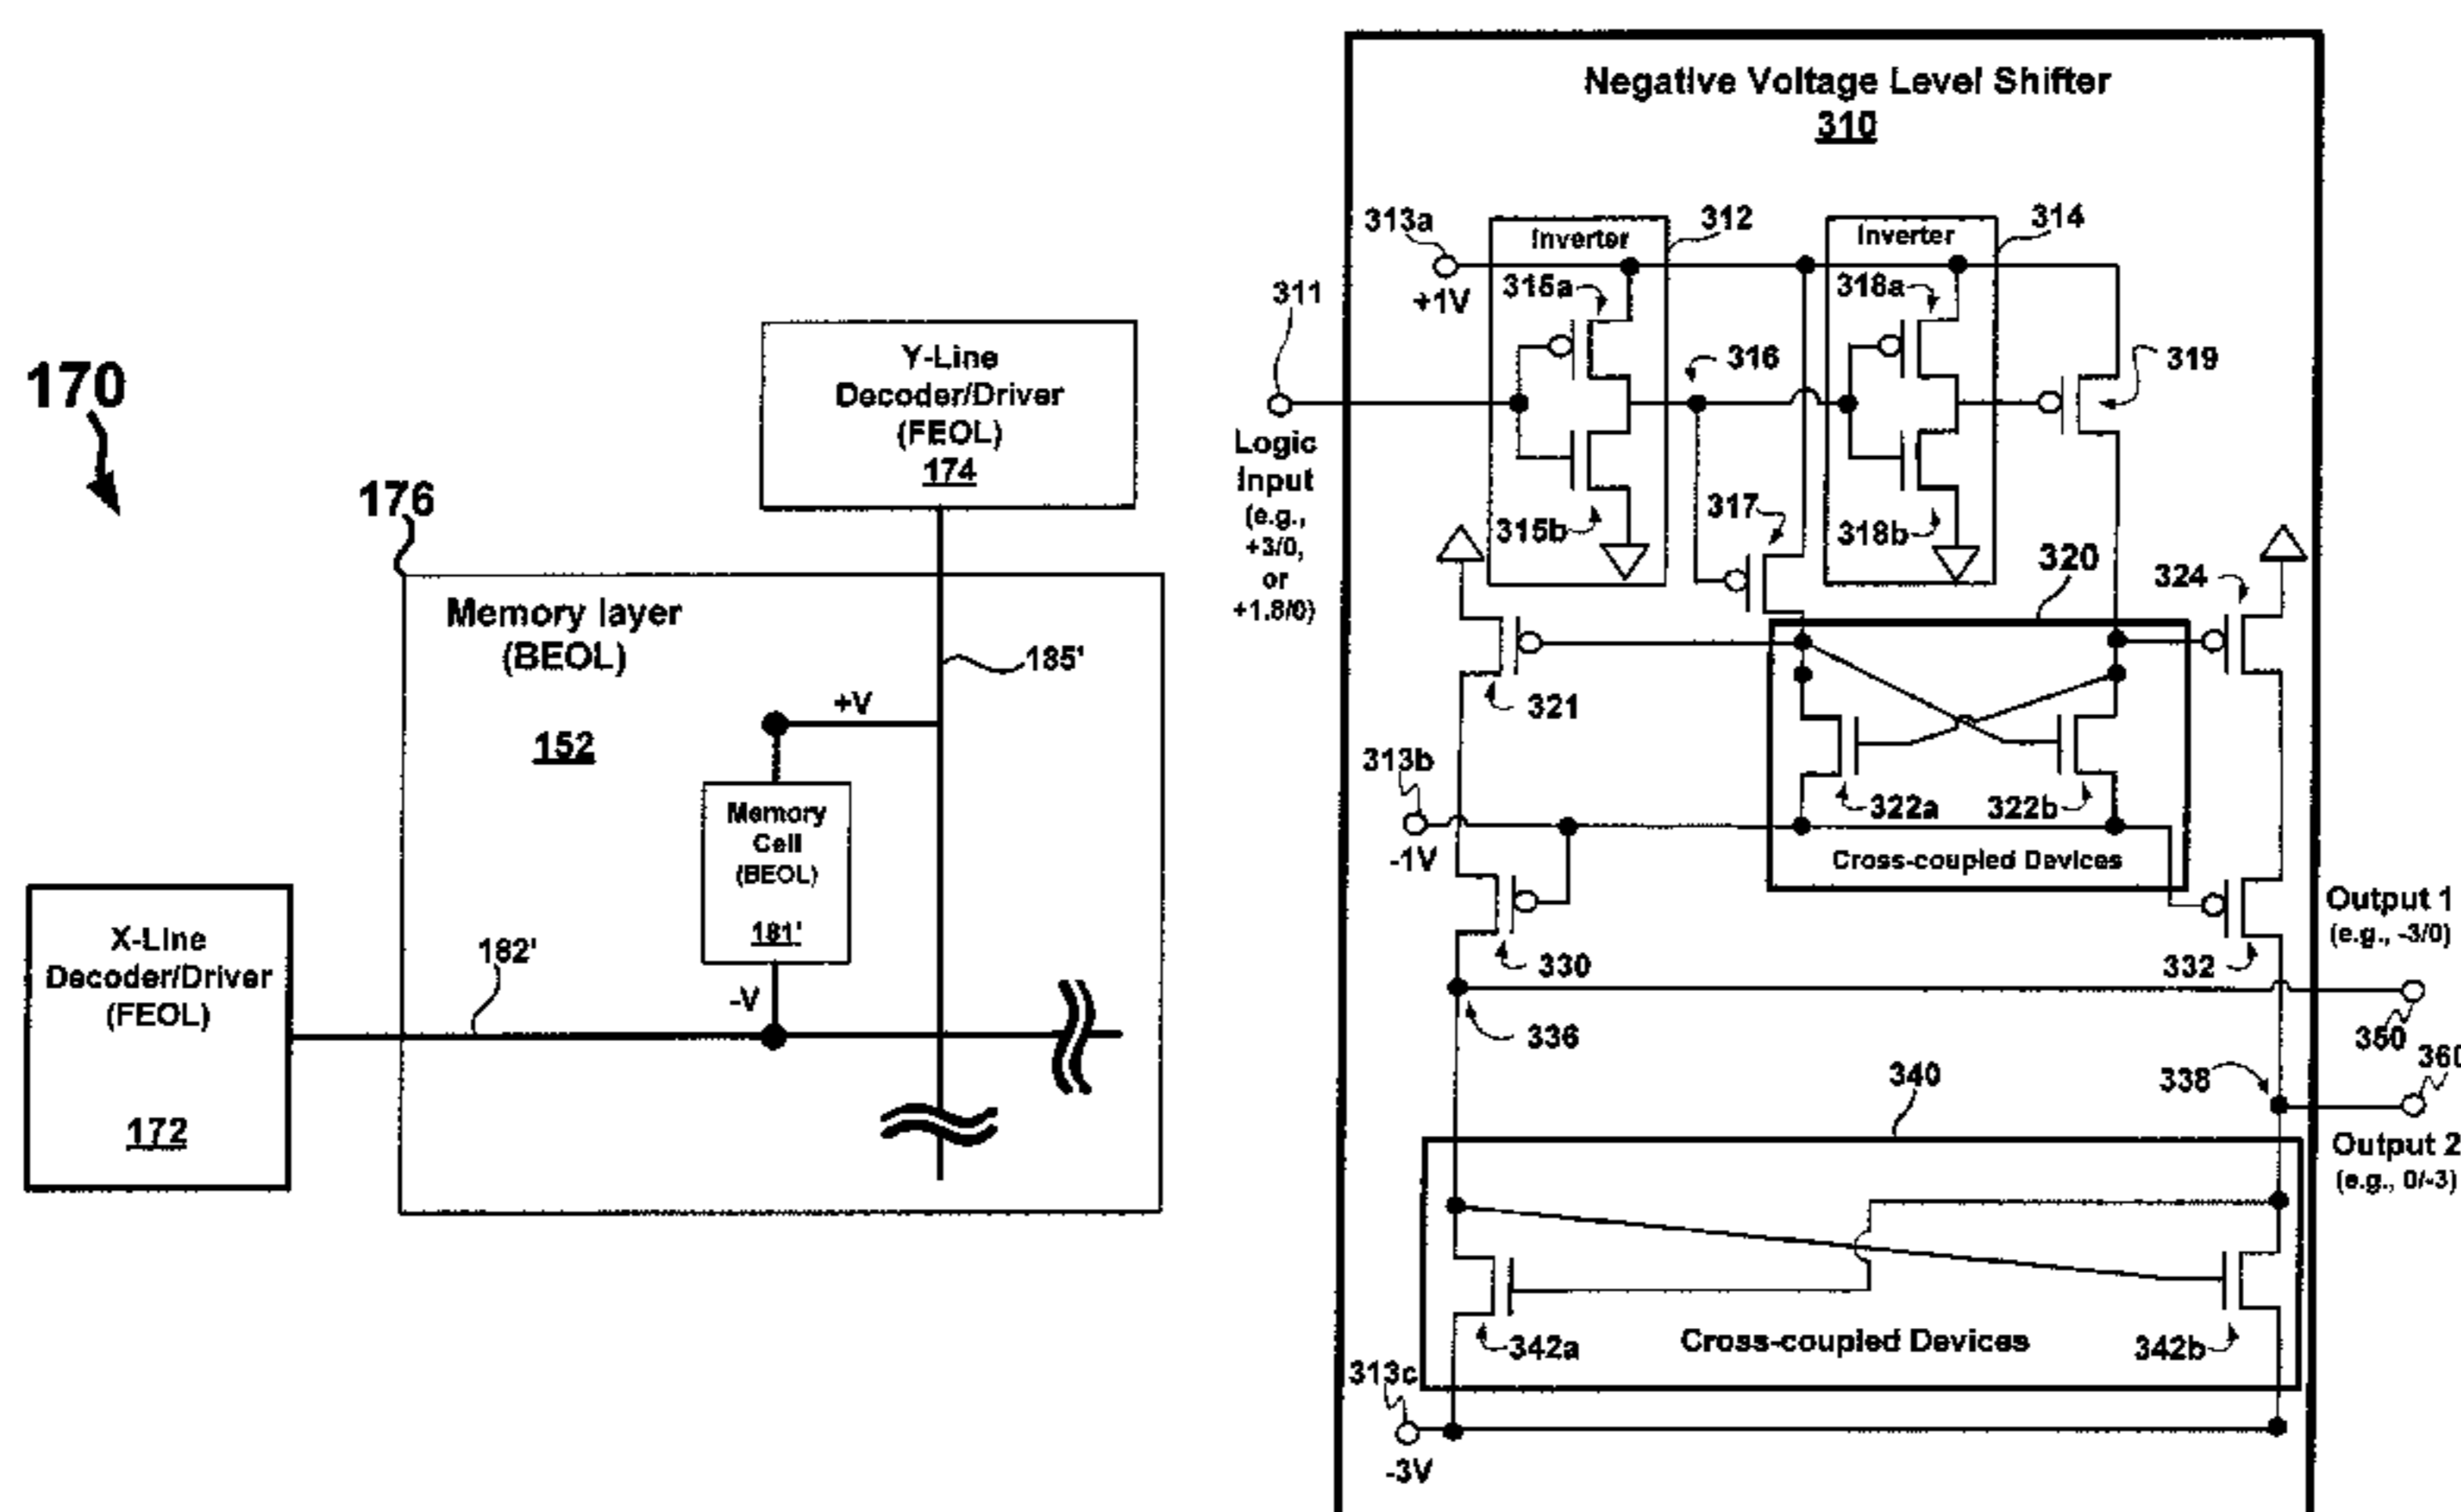 170
176
Y-Line
Decoder/Driver
(FEOL)
174
Memory layer
(BEOL)
152
185'
+V
Memory
Cell
(BEOL)
181'
-V
182'
X-Line
Decoder/Driver
(FEOL)
172
Negative Voltage Level Shifter
310
313a
+1V
Inverter
312
Inverter
314
315a
318a
311
316
319
Logic
Input
(e.g.,
+3/0,
or
+1.8/0)
315b
317
318b
320
324
321
313b
-1V
322a
322b
Cross-coupled Devices
330
332
Output 1
(e.g., -3/0)
336
350
338
360
340
Output 2
(e.g., 0/-3)
342a
Cross-coupled Devices
342b
313c
-3V